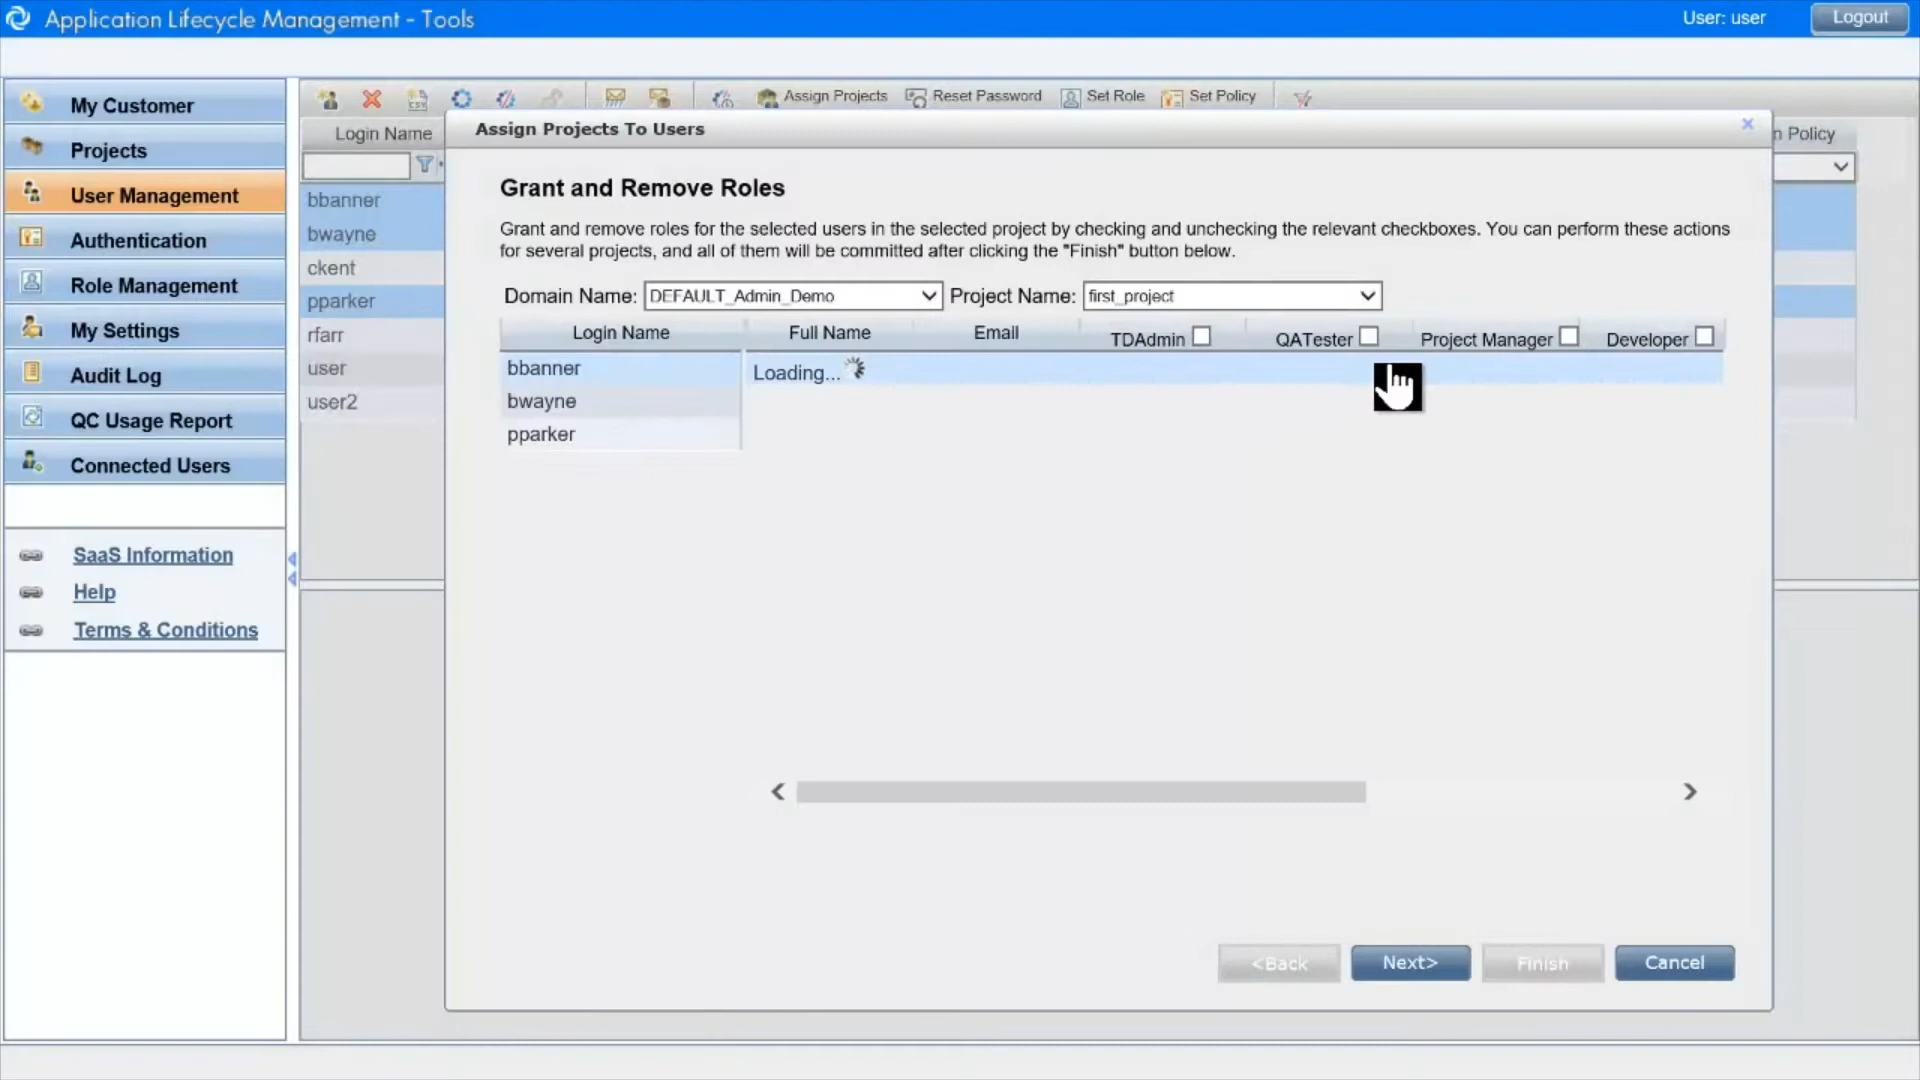 Application Lifecycle Management - Tools
User: user
Logout
My Customer
Projects
User Management
Authentication
Role Management
My Settings
Audit Log
QC Usage Report
Connected Users
SaaS Information
Help
Terms & Conditions
Assign Projects
Reset Password
Set Role
Set Policy
Login Name
n Policy
bbanner
bwayne
ckent
pparker
rfarr
user
user2
Assign Projects To Users
Grant and Remove Roles
Grant and remove roles for the selected users in the selected project by checking and unchecking the relevant checkboxes. You can perform these actions
for several projects, and all of them will be committed after clicking the "Finish" button below.
Domain Name: DEFAULT_Admin_Demo Project Name: first_project
Login Name Full Name Email TDAdmin QATester Project Manager Developer
bbanner Loading...
bwayne
pparker
<Back Next> Finish Cancel